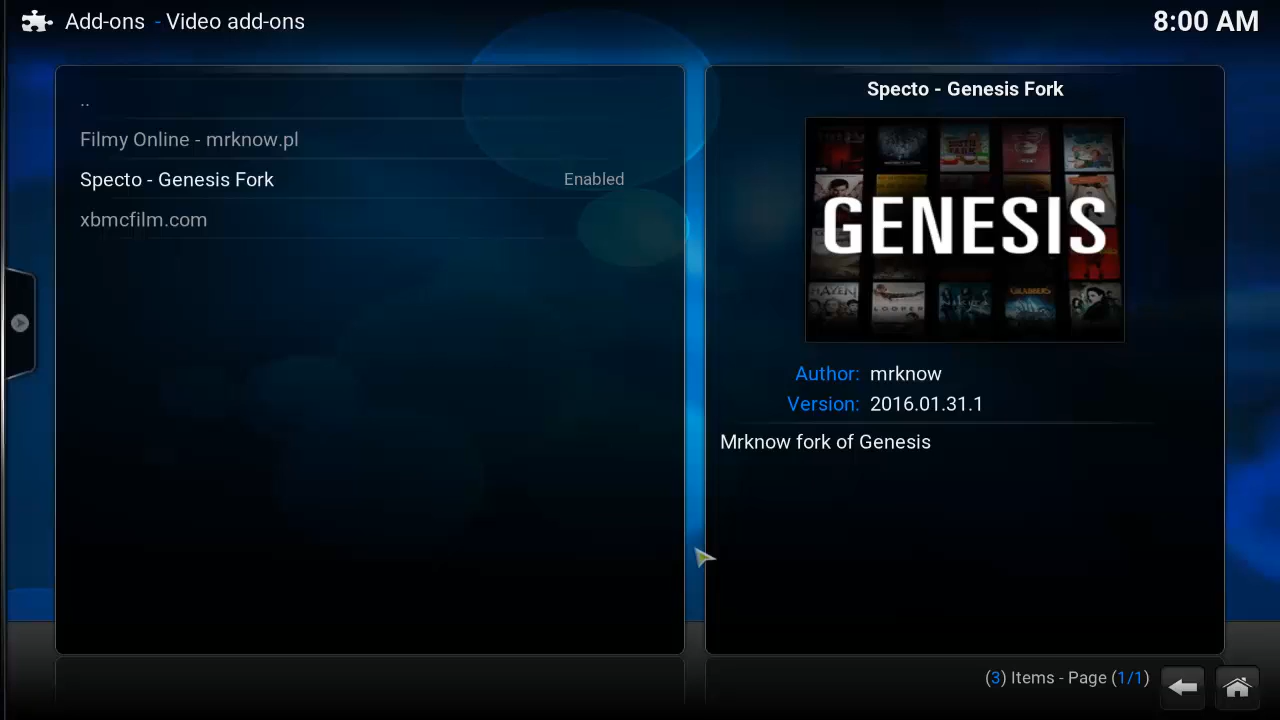 Add-ons - Video add-ons
8:00 AM
..
Filmy Online - mrknow.pl
Specto - Genesis Fork Enabled
xbmcfilm.com
Specto - Genesis Fork
GENESIS
HAVEN
LOOPER
Author: mrknow
Version: 2016.01.31.1
Mrknow fork of Genesis
(3) Items - Page (1/1)